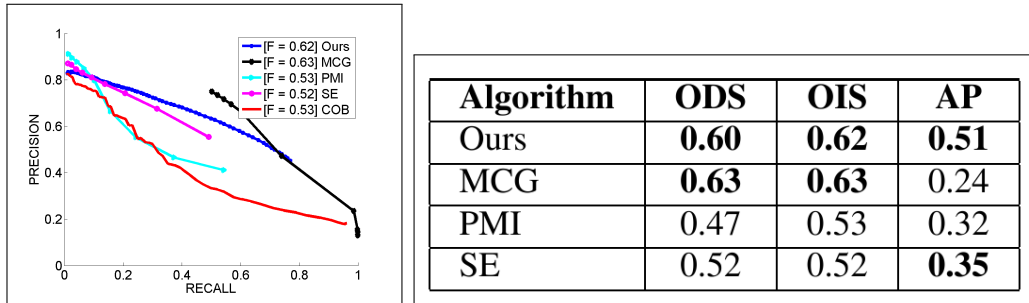 1
0.8
0.6
0.4
0.2
0
0 0.2 0.4 0.6 0.8 1
PRECISION
RECALL
[F = 0.62] Ours
[F = 0.63] MCG
[F = 0.53] PMI
[F = 0.52] SE
[F = 0.53] COB
Algorithm ODS OIS AP
Ours 0.60 0.62 0.51
MCG 0.63 0.63 0.24
PMI 0.47 0.53 0.32
SE 0.52 0.52 0.35